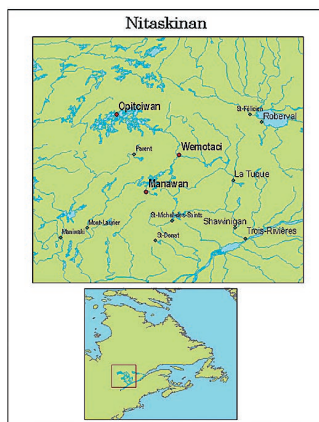 Nitaskinan
Opitciwan
St-Félicien
Roberval
Parent
Wemotaci
La Tuque
Manawan
St-Michel-des-Saints
Mont-Laurier
Shawinigan
Maniwaki
St-Donat
Trois-Rivières